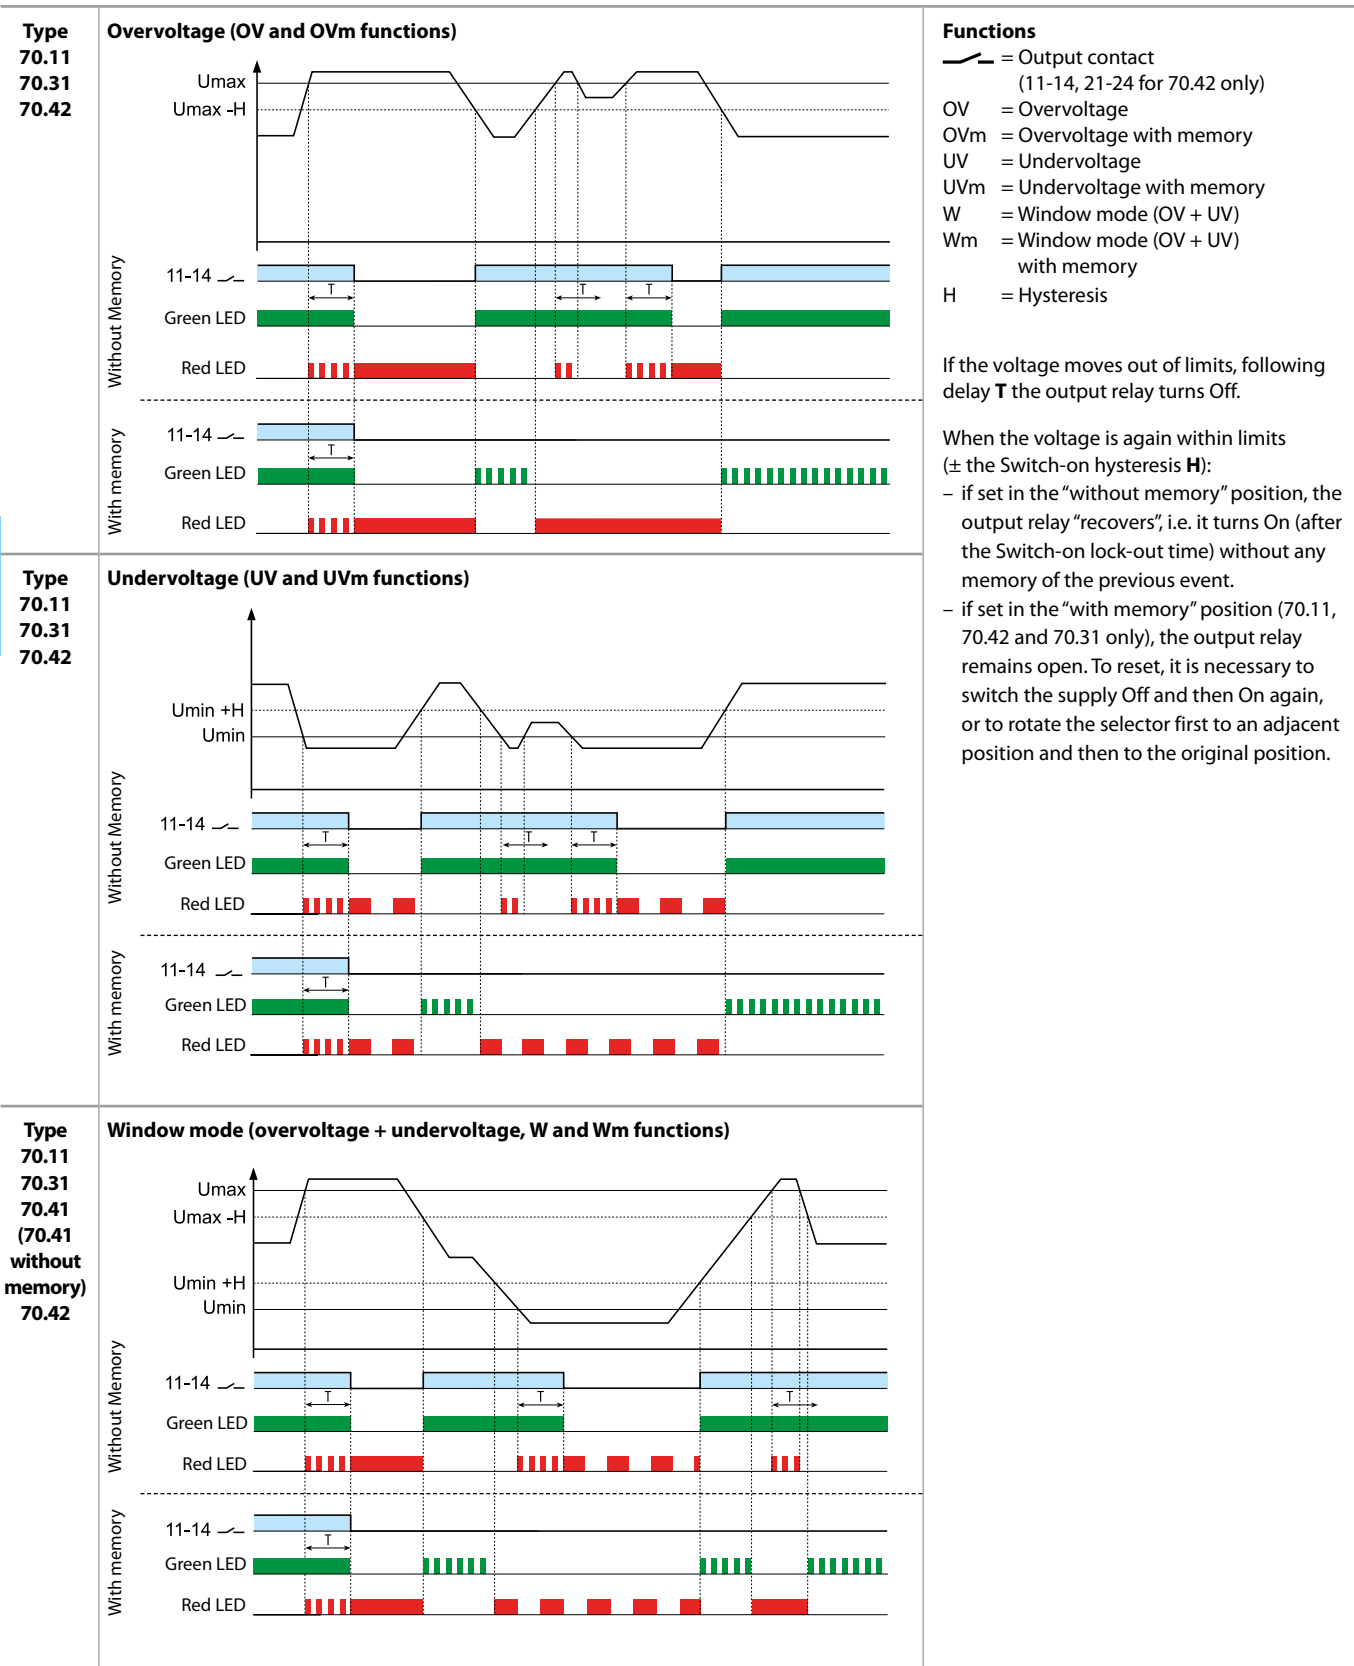 Type
70.11
70.31
70.42
Overvoltage (OV and OVm functions)
Umax
Umax -H
Without Memory
11-14
T
T
T
Green LED
Red LED
With memory
11-14
T
Green LED
Red LED
Type
70.11
70.31
70.42
Undervoltage (UV and UVm functions)
Umin +H
Umin
Without Memory
11-14
T
T
T
Green LED
Red LED
With memory
11-14
T
Green LED
Red LED
Type
70.11
70.31
70.41
(70.41
without
memory)
70.42
Window mode (overvoltage + undervoltage, W and Wm functions)
Umax
Umax -H
Umin +H
Umin
Without Memory
11-14
T
T
T
Green LED
Red LED
With memory
11-14
T
Green LED
Red LED
Functions
= Output contact
(11-14, 21-24 for 70.42 only)
OV = Overvoltage
OVm = Overvoltage with memory
UV = Undervoltage
UVm = Undervoltage with memory
W = Window mode (OV + UV)
Wm = Window mode (OV + UV)
with memory
H = Hysteresis
If the voltage moves out of limits, following
delay T the output relay turns Off.
When the voltage is again within limits
(± the Switch-on hysteresis H):
– if set in the “without memory” position, the
output relay “recovers”, i.e. it turns On (after
the Switch-on lock-out time) without any
memory of the previous event.
– if set in the “with memory” position (70.11,
70.42 and 70.31 only), the output relay
remains open. To reset, it is necessary to
switch the supply Off and then On again,
or to rotate the selector first to an adjacent
position and then to the original position.